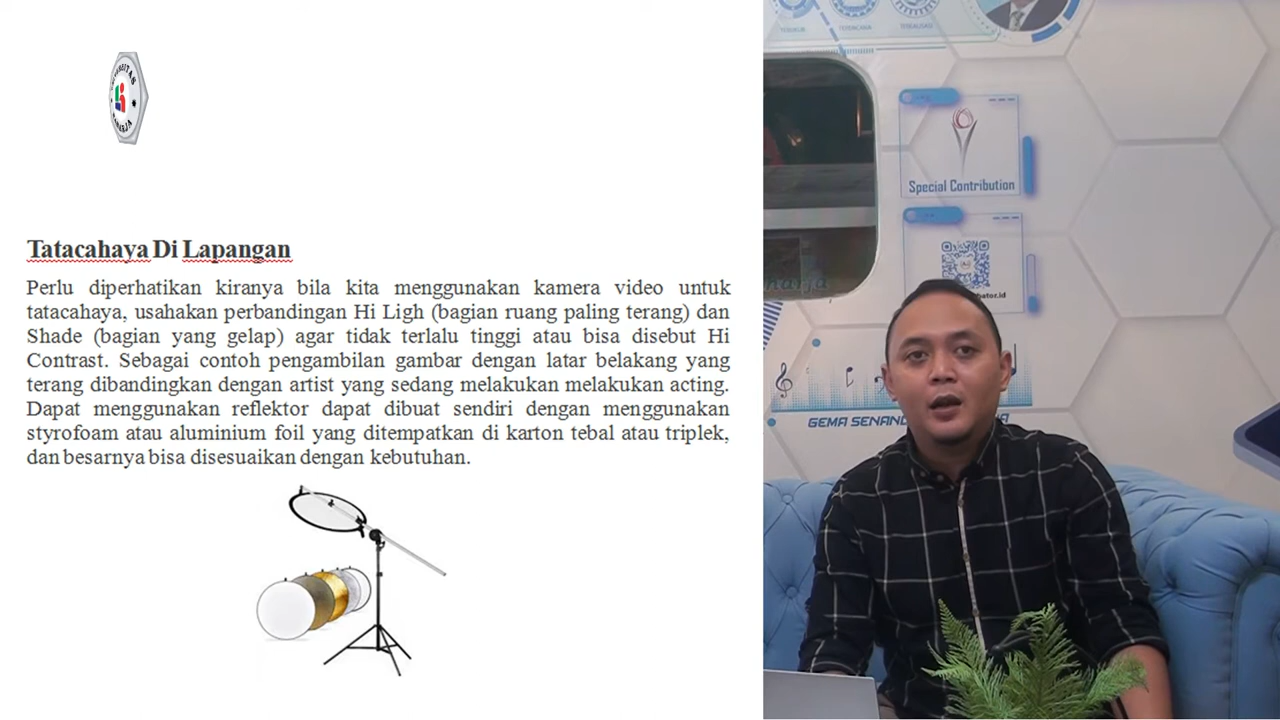 Tatacahaya Di Lapangan
Perlu diperhatikan kiranya bila kita menggunakan kamera video untuk
tatacahaya, usahakan perbandingan Hi Ligh (bagian ruang paling terang) dan
Shade (bagian yang gelap) agar tidak terlalu tinggi atau bisa disebut Hi
Contrast. Sebagai contoh pengambilan gambar dengan latar belakang yang
terang dibandingkan dengan artist yang sedang melakukan melakukan acting.
Dapat menggunakan reflektor dapat dibuat sendiri dengan menggunakan
styrofoam atau aluminium foil yang ditempatkan di karton tebal atau triplek,
dan besarnya bisa disesuaikan dengan kebutuhan.
Special Contribution
GEMA